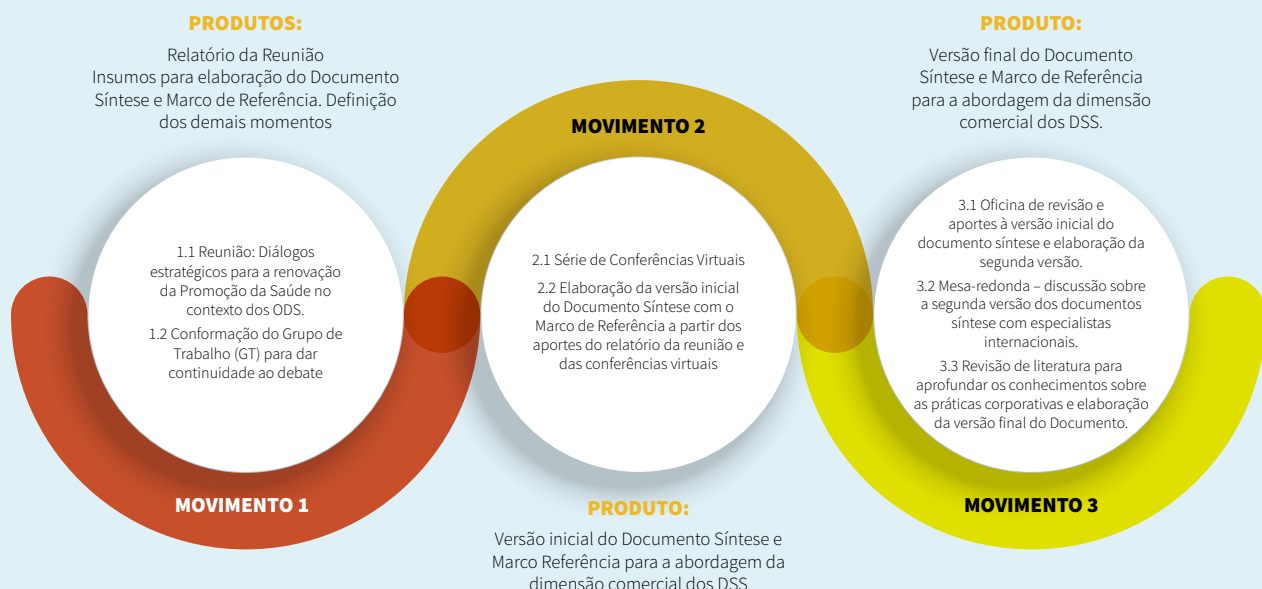 PRODUTOS:
Relatório da Reunião
Insumos para elaboração do Documento
Síntese e Marco de Referência. Definição
dos demais momentos
1.1 Reunião: Diálogos
estratégicos para a renovação
da Promoção da Saúde no
contexto dos ODS.
1.2 Conformação do Grupo de
Trabalho (GT) para dar
continuidade ao debate
MOVIMENTO 1
MOVIMENTO 2
2.1 Série de Conferências Virtuais
2.2 Elaboração da versão inicial
do Documento Síntese com o
Marco de Referência a partir dos
aportes do relatório da reunião e
das conferências virtuais
PRODUTO:
Versão inicial do Documento Síntese e
Marco Referência para a abordagem da
dimensão comercial dos DSS
PRODUTO:
Versão final do Documento
Síntese e Marco de Referência
para a abordagem da dimensão
comercial dos DSS.
3.1 Oficina de revisão e
aportes à versão inicial do
documento síntese e elaboração da
segunda versão.
3.2 Mesa-redonda – discussão sobre
a segunda versão dos documentos
síntese com especialistas
internacionais.
3.3 Revisão de literatura para
aprofundar os conhecimentos sobre
as práticas corporativas e elaboração
da versão final do Documento.
MOVIMENTO 3